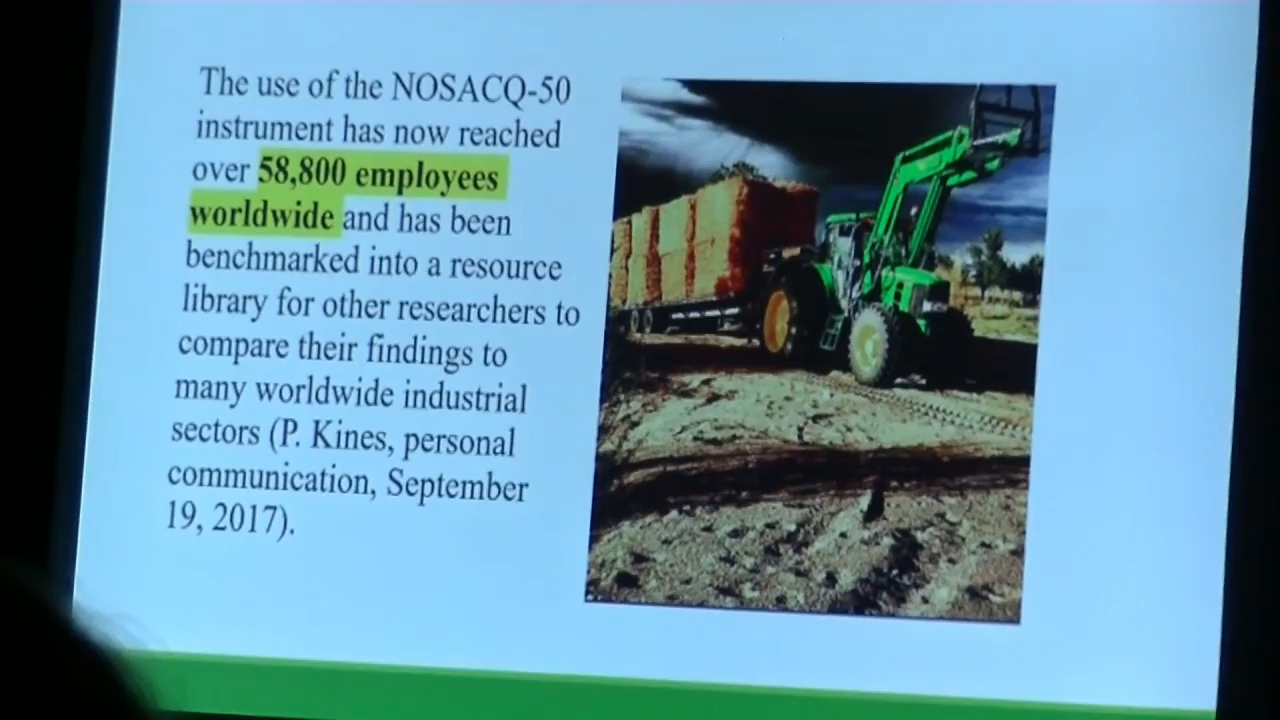 The use of the NOSACQ-50
instrument has now reached
over 58,800 employees
worldwide and has been
benchmarked into a resource
library for other researchers to
compare their findings to
many worldwide industrial
sectors (P. Kines, personal
communication, September
19, 2017).